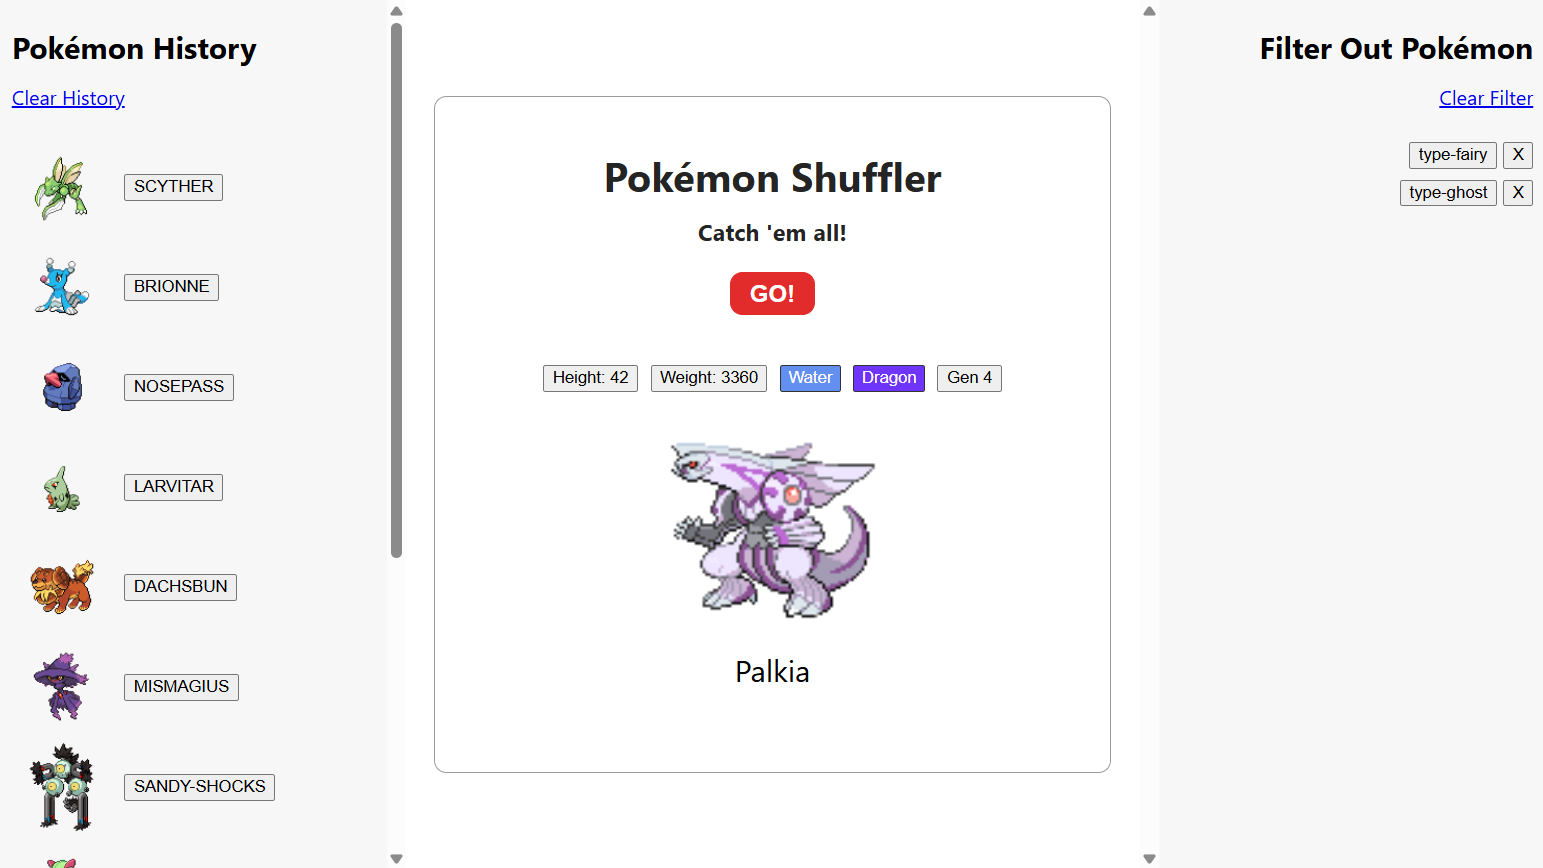 Pokémon History
Clear History
SCYTHER
BRIONNE
NOSEPASS
LARVITAR
DACHSBUN
MISMAGIUS
SANDY-SHOCKS
Pokémon Shuffler
Catch 'em all!
GO!
Height: 42 Weight: 3360 Water Dragon Gen 4
Palkia
Filter Out Pokémon
Clear Filter
type-fairy X
type-ghost X